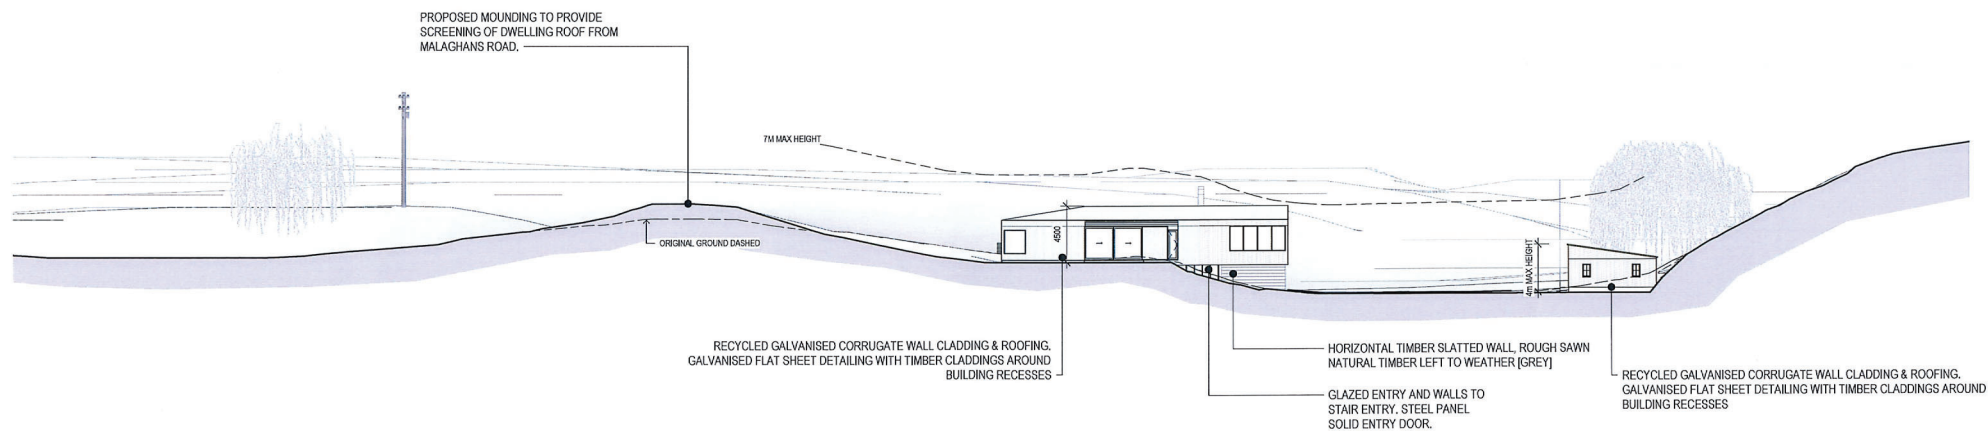 PROPOSED MOUNDING TO PROVIDE
SCREENING OF DWELLING ROOF FROM
MALAGHANS ROAD.
7M MAX HEIGHT
ORIGINAL GROUND DASHED
4500
4m MAX HEIGHT
RECYCLED GALVANISED CORRUGATE WALL CLADDING & ROOFING.
GALVANISED FLAT SHEET DETAILING WITH TIMBER CLADDINGS AROUND
BUILDING RECESSES
HORIZONTAL TIMBER SLATTED WALL, ROUGH SAWN
NATURAL TIMBER LEFT TO WEATHER [GREY]
GLAZED ENTRY AND WALLS TO
STAIR ENTRY. STEEL PANEL
SOLID ENTRY DOOR.
RECYCLED GALVANISED CORRUGATE WALL CLADDING & ROOFING.
GALVANISED FLAT SHEET DETAILING WITH TIMBER CLADDINGS AROUND
BUILDING RECESSES